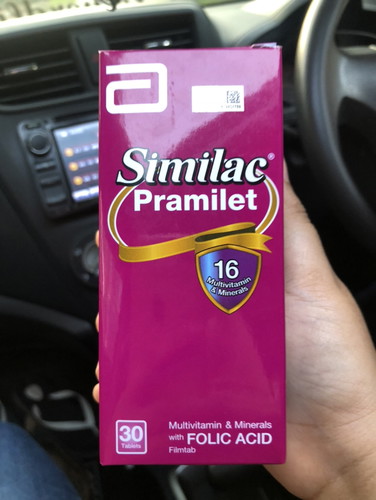 Similac®
Pramilet
16
Multivitamin
& Minerals
30
Tablets
Multivitamin & Minerals
with FOLIC ACID
Filmtab